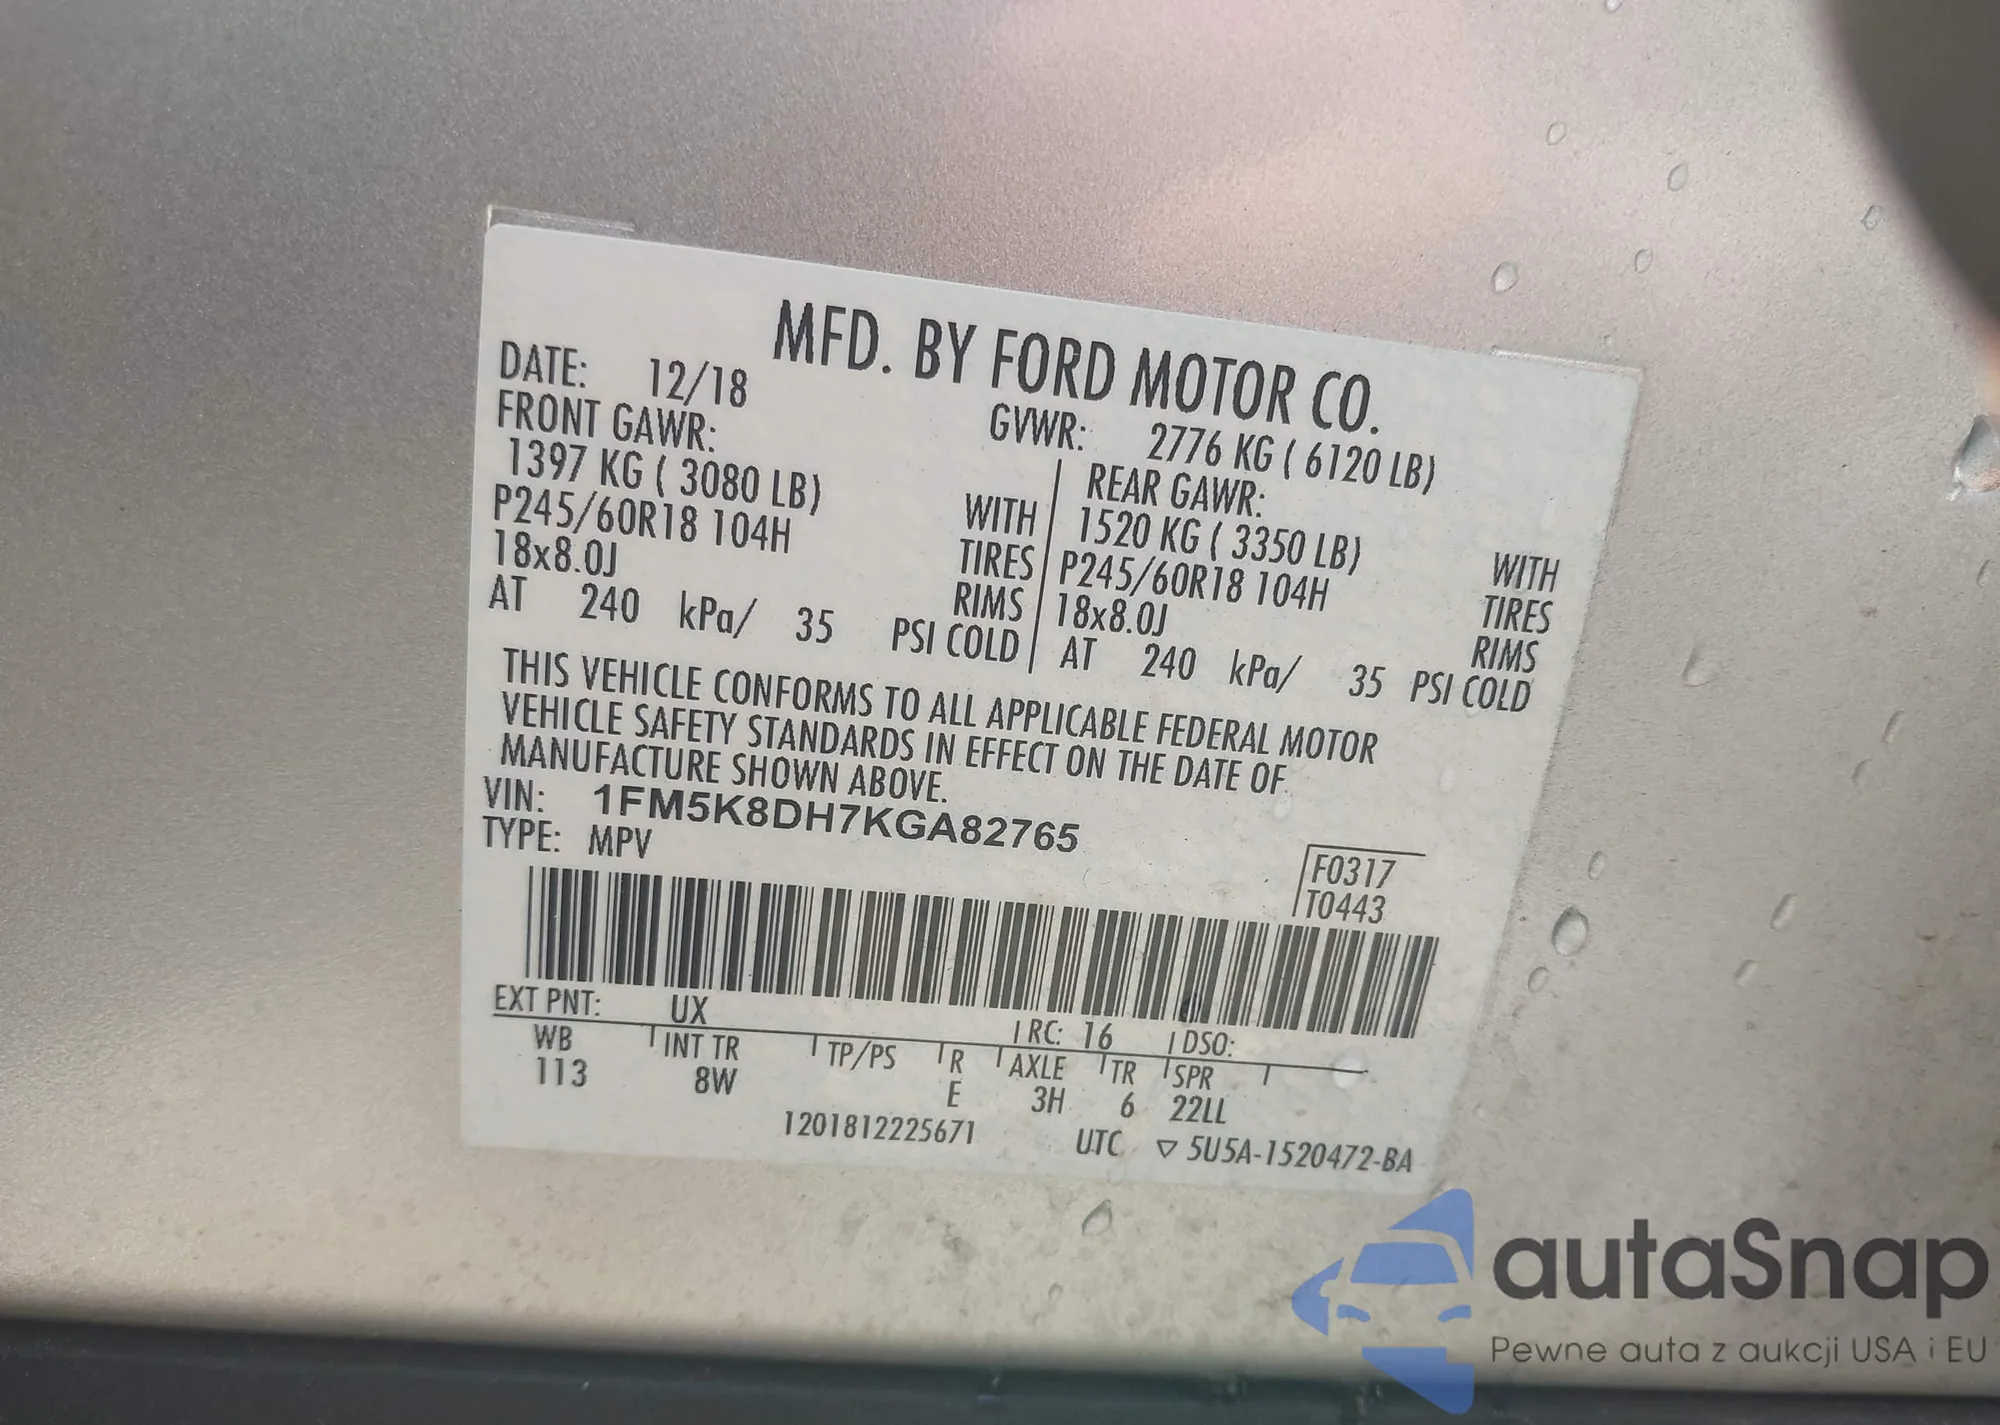 MFD. BY FORD MOTOR CO.
DATE: 12/18 GVWR: 2776 KG ( 6120 LB)
FRONT GAWR: REAR GAWR:
1397 KG ( 3080 LB) WITH 1520 KG ( 3350 LB) WITH
P245/60R18 104H TIRES P245/60R18 104H TIRES
18x8.0J RIMS 18x8.0J RIMS
AT 240 kPa/ 35 PSI COLD AT 240 kPa/ 35 PSI COLD
THIS VEHICLE CONFORMS TO ALL APPLICABLE FEDERAL MOTOR
VEHICLE SAFETY STANDARDS IN EFFECT ON THE DATE OF
MANUFACTURE SHOWN ABOVE.
VIN: 1FM5K8DH7KGA82765
TYPE: MPV
F0317
T0443
EXT PNT: UX RC: 16 DSO:
WB INT TR TP/PS R AXLE TR SPR
113 8W E 3H 6 22LL
1201812225671 UTC ▽ 5U5A-1520472-BA
autaSnap
Pewne auta z aukcji USA i EU